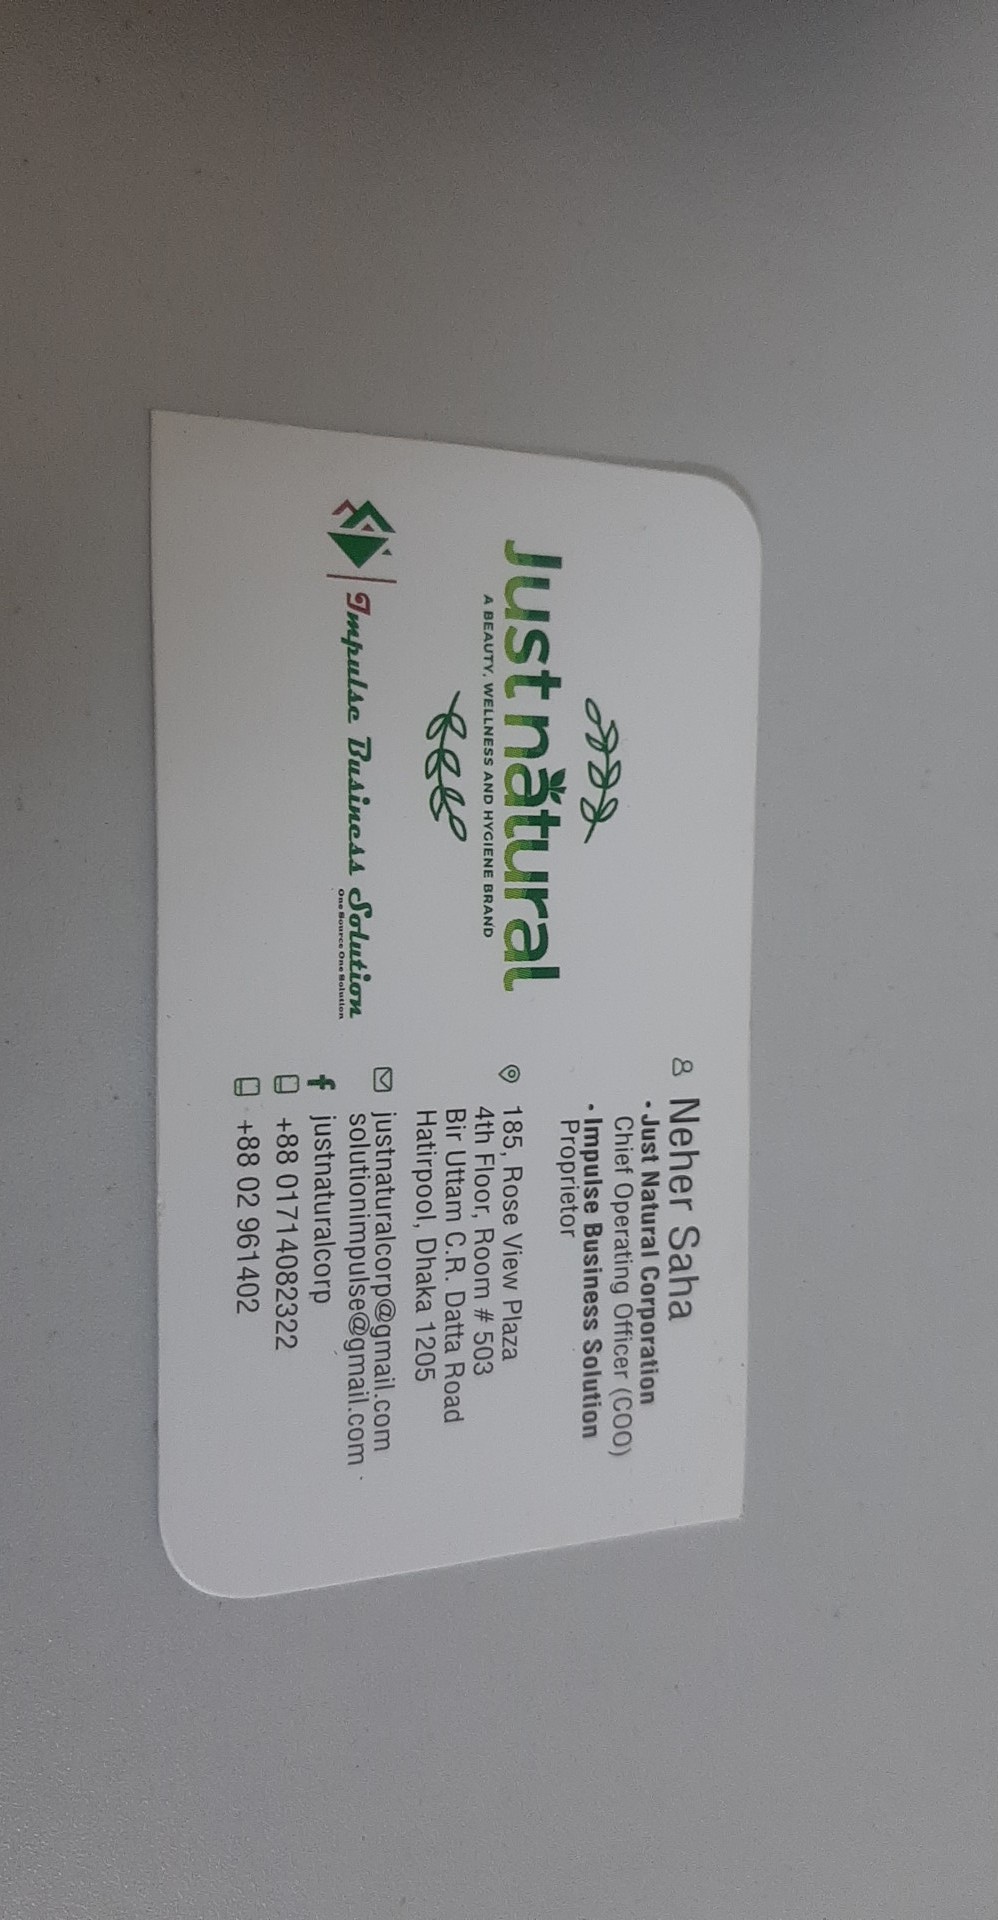 Just natural
A BEAUTY, WELLNESS AND HYGIENE BRAND
Impulse Business Solution
One Source One Solution
Neher Saha
· Just Natural Corporation
Chief Operating Officer (COO)
· Impulse Business Solution
Proprietor
185, Rose View Plaza
4th Floor, Room # 503
Bir Uttam C.R. Datta Road
Hatirpool, Dhaka 1205
justnaturalcorp@gmail.com
solutionimpulse@gmail.com
justnaturalcorp
+88 01714082322
+88 02 961402